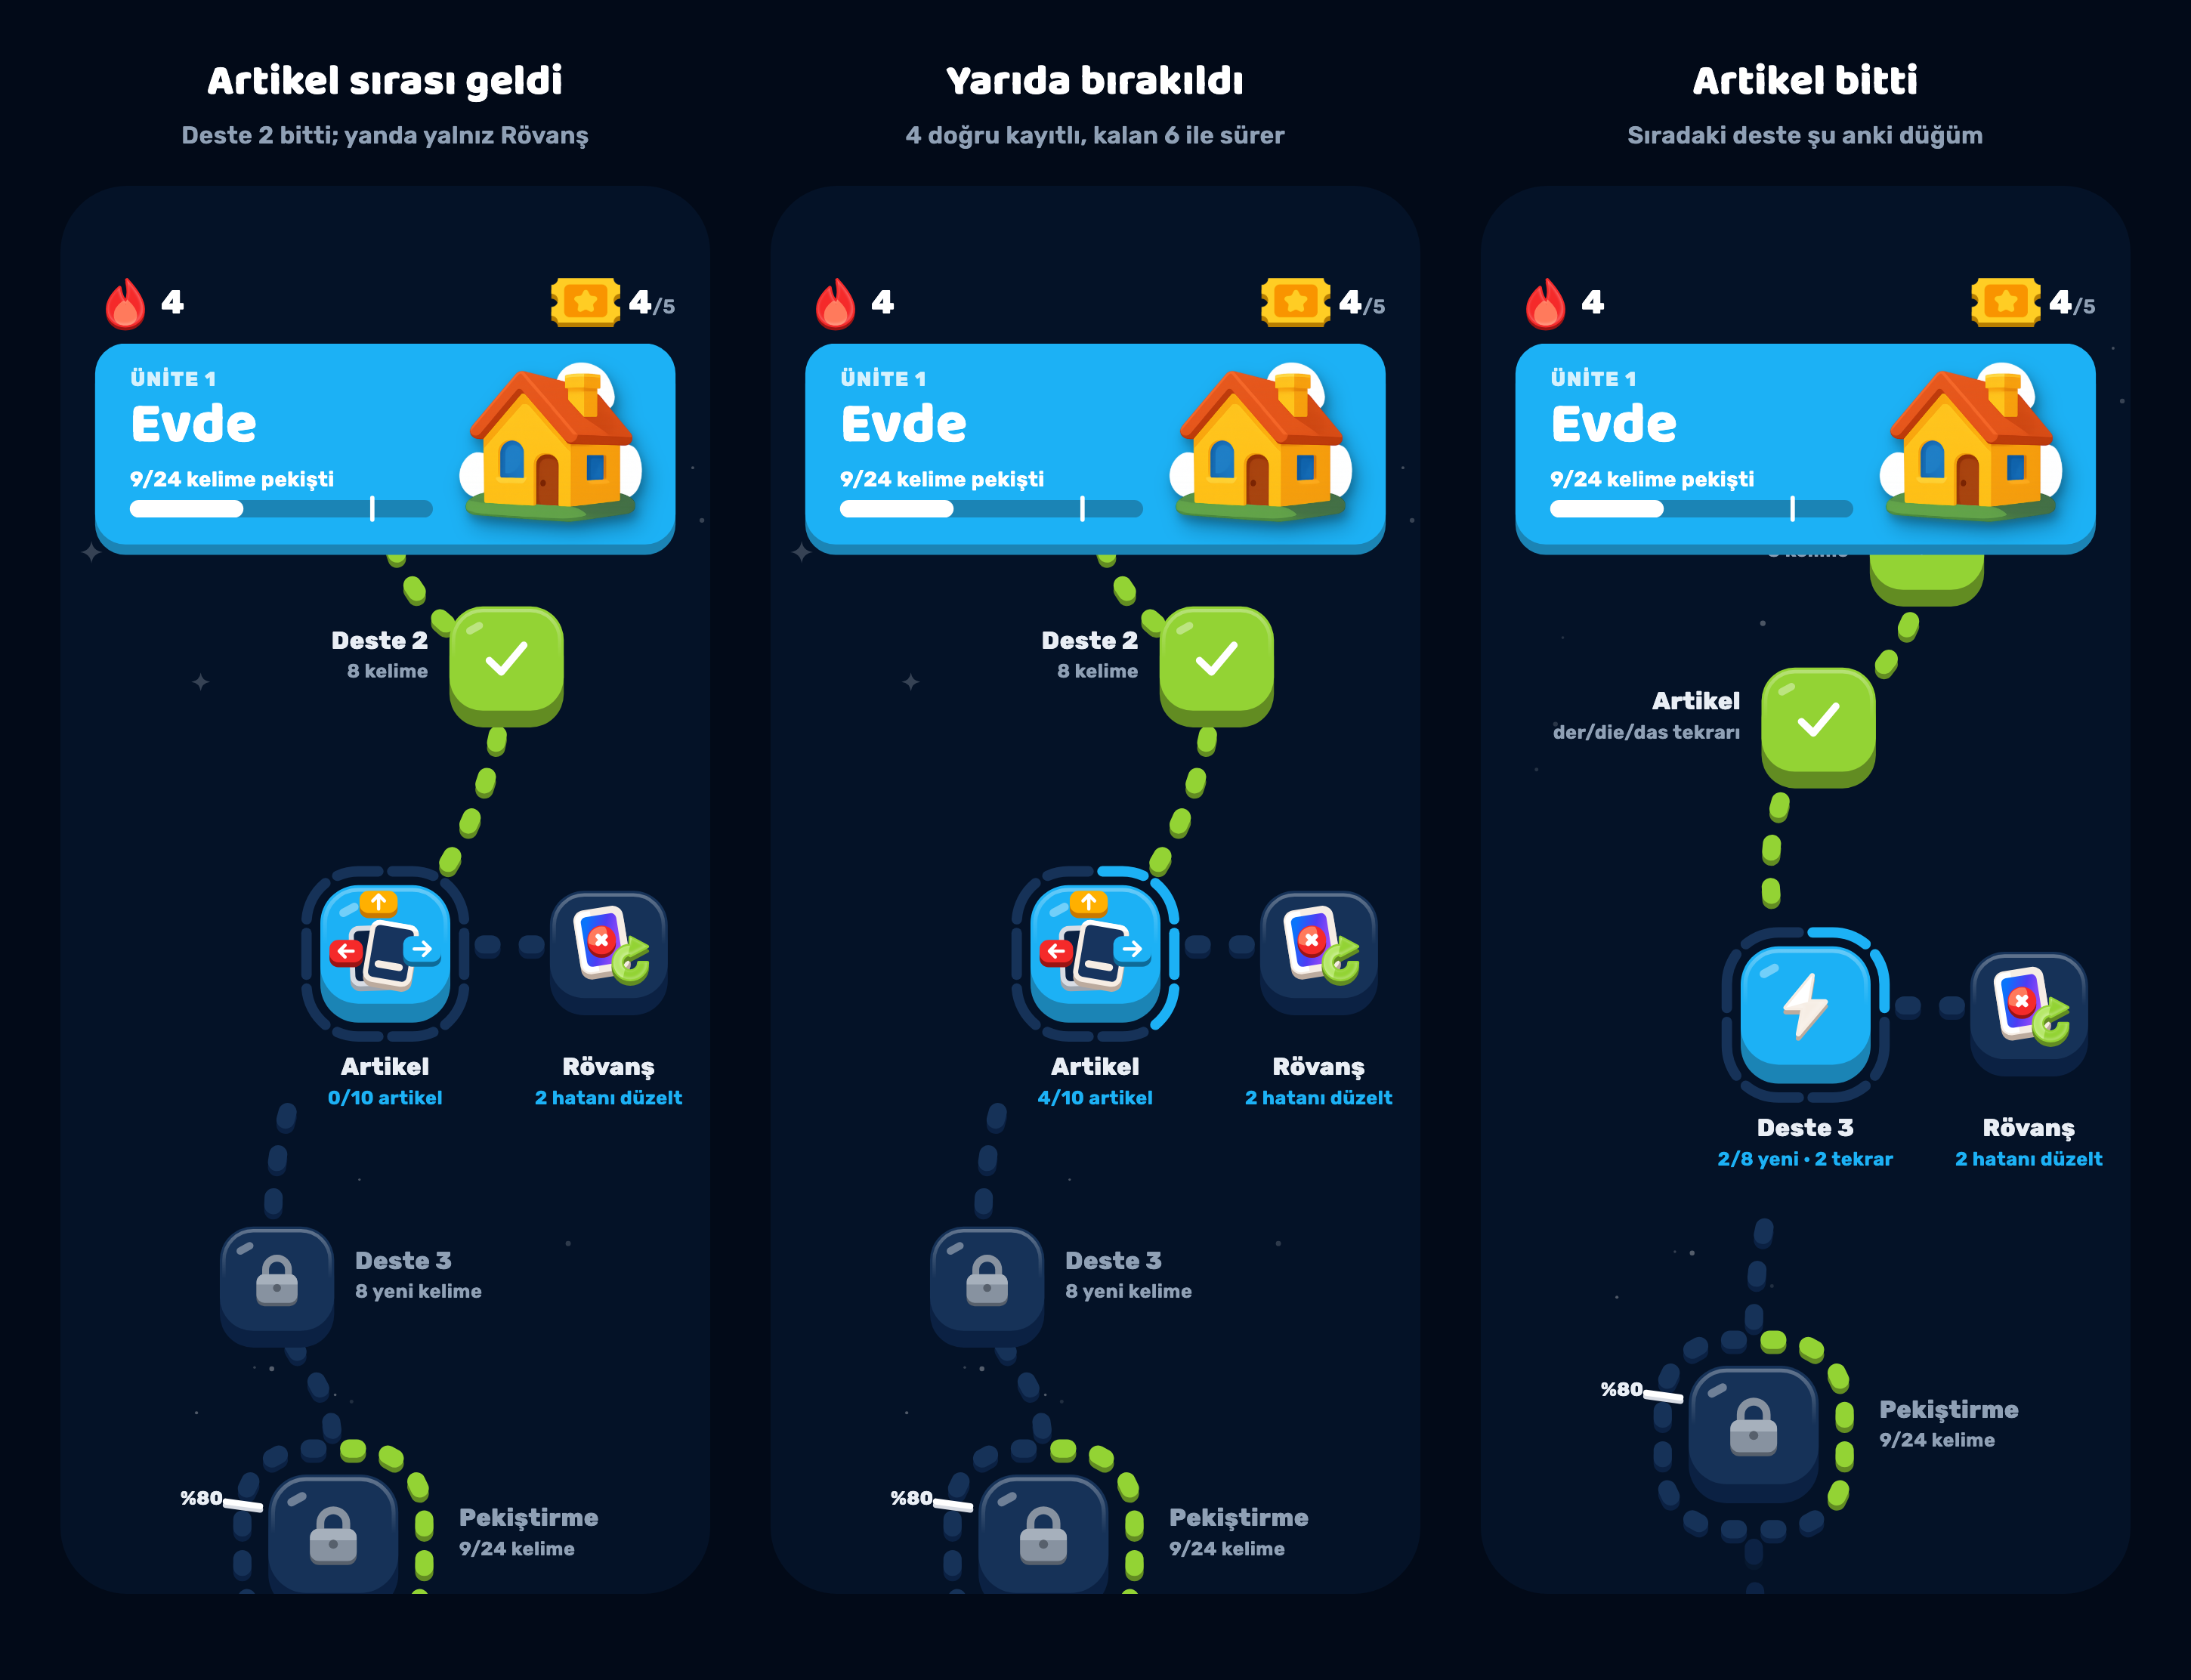 Artikel sırası geldi
Deste 2 bitti; yanda yalnız Rövanş
4
4/5
ÜNİTE 1
Evde
9/24 kelime pekişti
Deste 2
8 kelime
Artikel
0/10 artikel
Rövanş
2 hatanı düzelt
Deste 3
8 yeni kelime
%80
Pekiştirme
9/24 kelime
Yarıda bırakıldı
4 doğru kayıtlı, kalan 6 ile sürer
4
4/5
ÜNİTE 1
Evde
9/24 kelime pekişti
Deste 2
8 kelime
Artikel
4/10 artikel
Rövanş
2 hatanı düzelt
Deste 3
8 yeni kelime
%80
Pekiştirme
9/24 kelime
Artikel bitti
Sıradaki deste şu anki düğüm
4
4/5
ÜNİTE 1
Evde
9/24 kelime pekişti
Artikel
der/die/das tekrarı
Deste 3
2/8 yeni • 2 tekrar
Rövanş
2 hatanı düzelt
%80
Pekiştirme
9/24 kelime